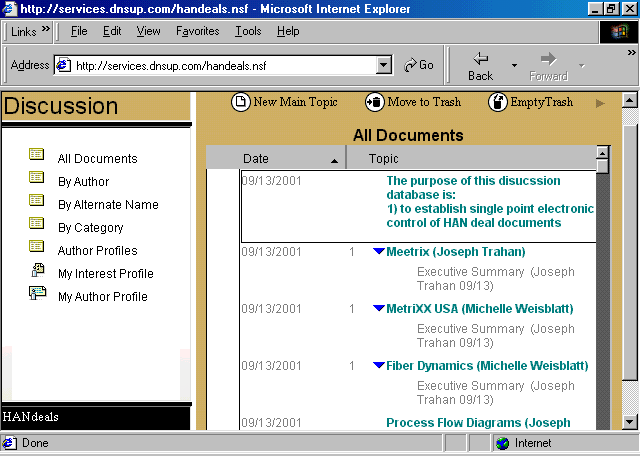 http://services.dnsup.com/handeals.nsf - Microsoft Internet Explorer
Links » File Edit View Favorites Tools Help
Address http://services.dnsup.com/handeals.nsf Go Back Forward »
Discussion
New Main Topic Move to Trash EmptyTrash
All Documents
Date Topic
All Documents
By Author
By Alternate Name
By Category
Author Profiles
My Interest Profile
My Author Profile
HANdeals
09/13/2001 The purpose of this disucssion
database is:
1) to establish single point electronic
control of HAN deal documents
09/13/2001 1 Meetrix (Joseph Trahan)
Executive Summary (Joseph
Trahan 09/13)
09/13/2001 1 MetriXX USA (Michelle Weisblatt)
Executive Summary (Joseph
Trahan 09/13)
09/13/2001 1 Fiber Dynamics (Michelle Weisblatt)
Executive Summary (Joseph
Trahan 09/13)
09/13/2001 Process Flow Diagrams (Joseph
Done Internet